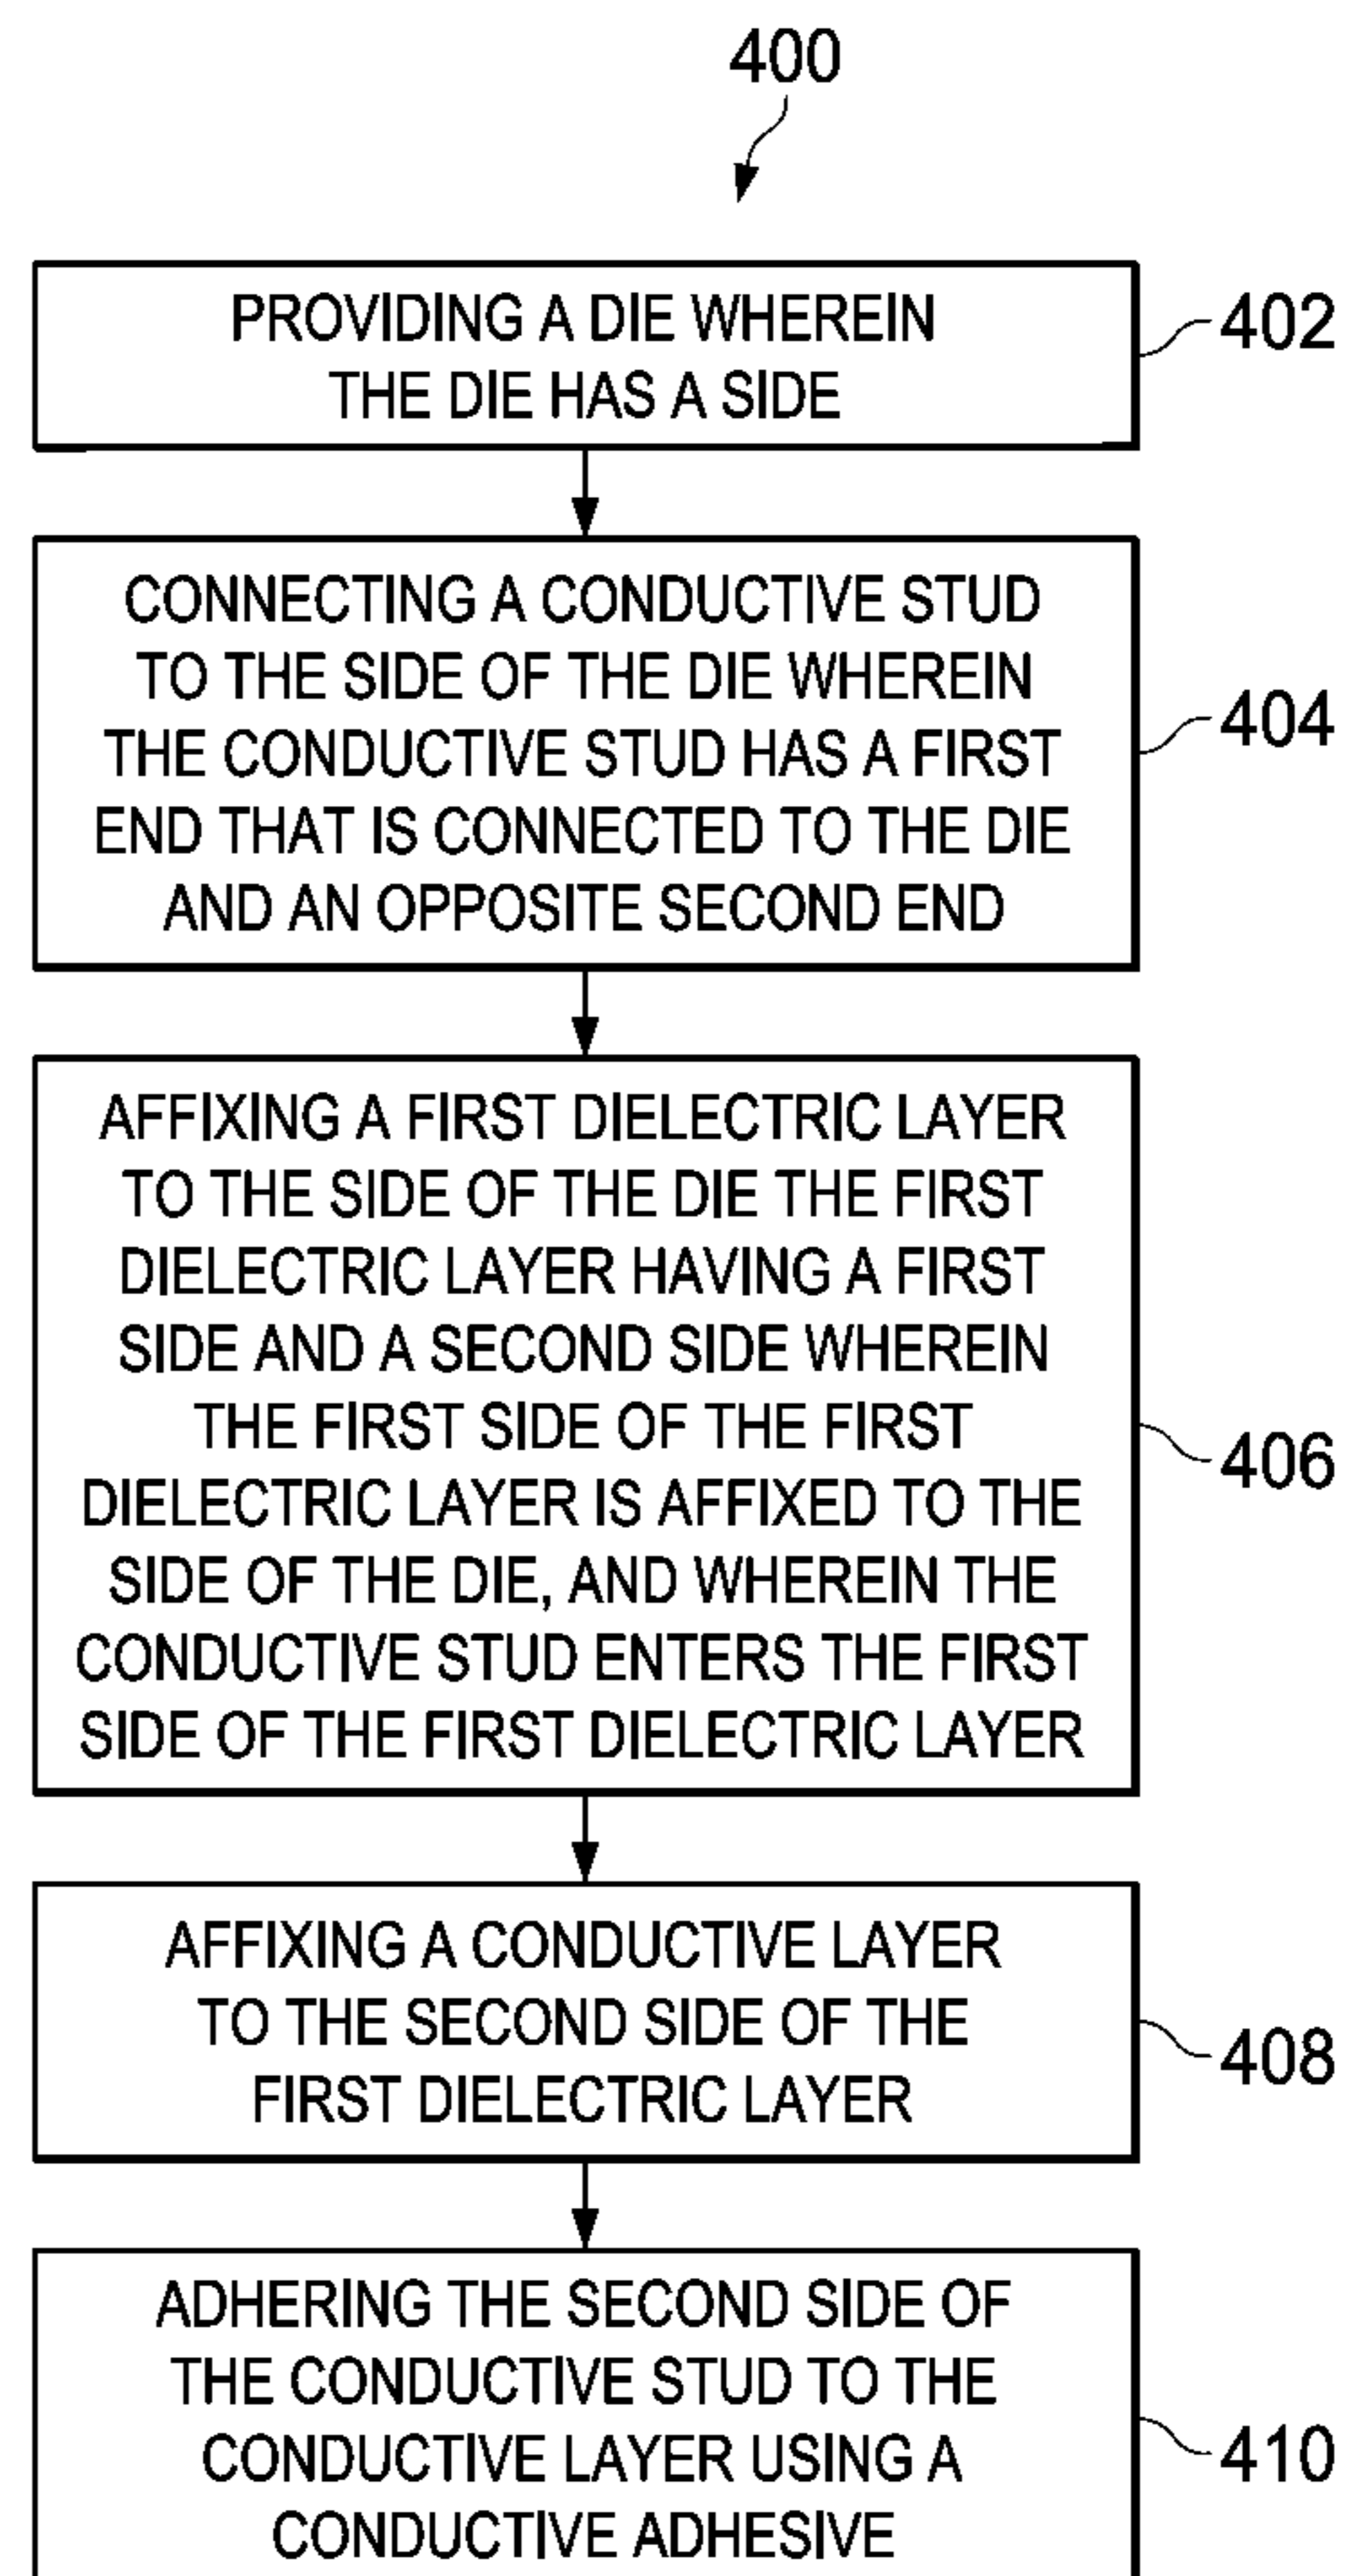 400
PROVIDING A DIE WHEREIN
THE DIE HAS A SIDE
402
CONNECTING A CONDUCTIVE STUD
TO THE SIDE OF THE DIE WHEREIN
THE CONDUCTIVE STUD HAS A FIRST
END THAT IS CONNECTED TO THE DIE
AND AN OPPOSITE SECOND END
404
AFFIXING A FIRST DIELECTRIC LAYER
TO THE SIDE OF THE DIE THE FIRST
DIELECTRIC LAYER HAVING A FIRST
SIDE AND A SECOND SIDE WHEREIN
THE FIRST SIDE OF THE FIRST
DIELECTRIC LAYER IS AFFIXED TO THE
SIDE OF THE DIE, AND WHEREIN THE
CONDUCTIVE STUD ENTERS THE FIRST
SIDE OF THE FIRST DIELECTRIC LAYER
406
AFFIXING A CONDUCTIVE LAYER
TO THE SECOND SIDE OF THE
FIRST DIELECTRIC LAYER
408
ADHERING THE SECOND SIDE OF
THE CONDUCTIVE STUD TO THE
CONDUCTIVE LAYER USING A
CONDUCTIVE ADHESIVE
410